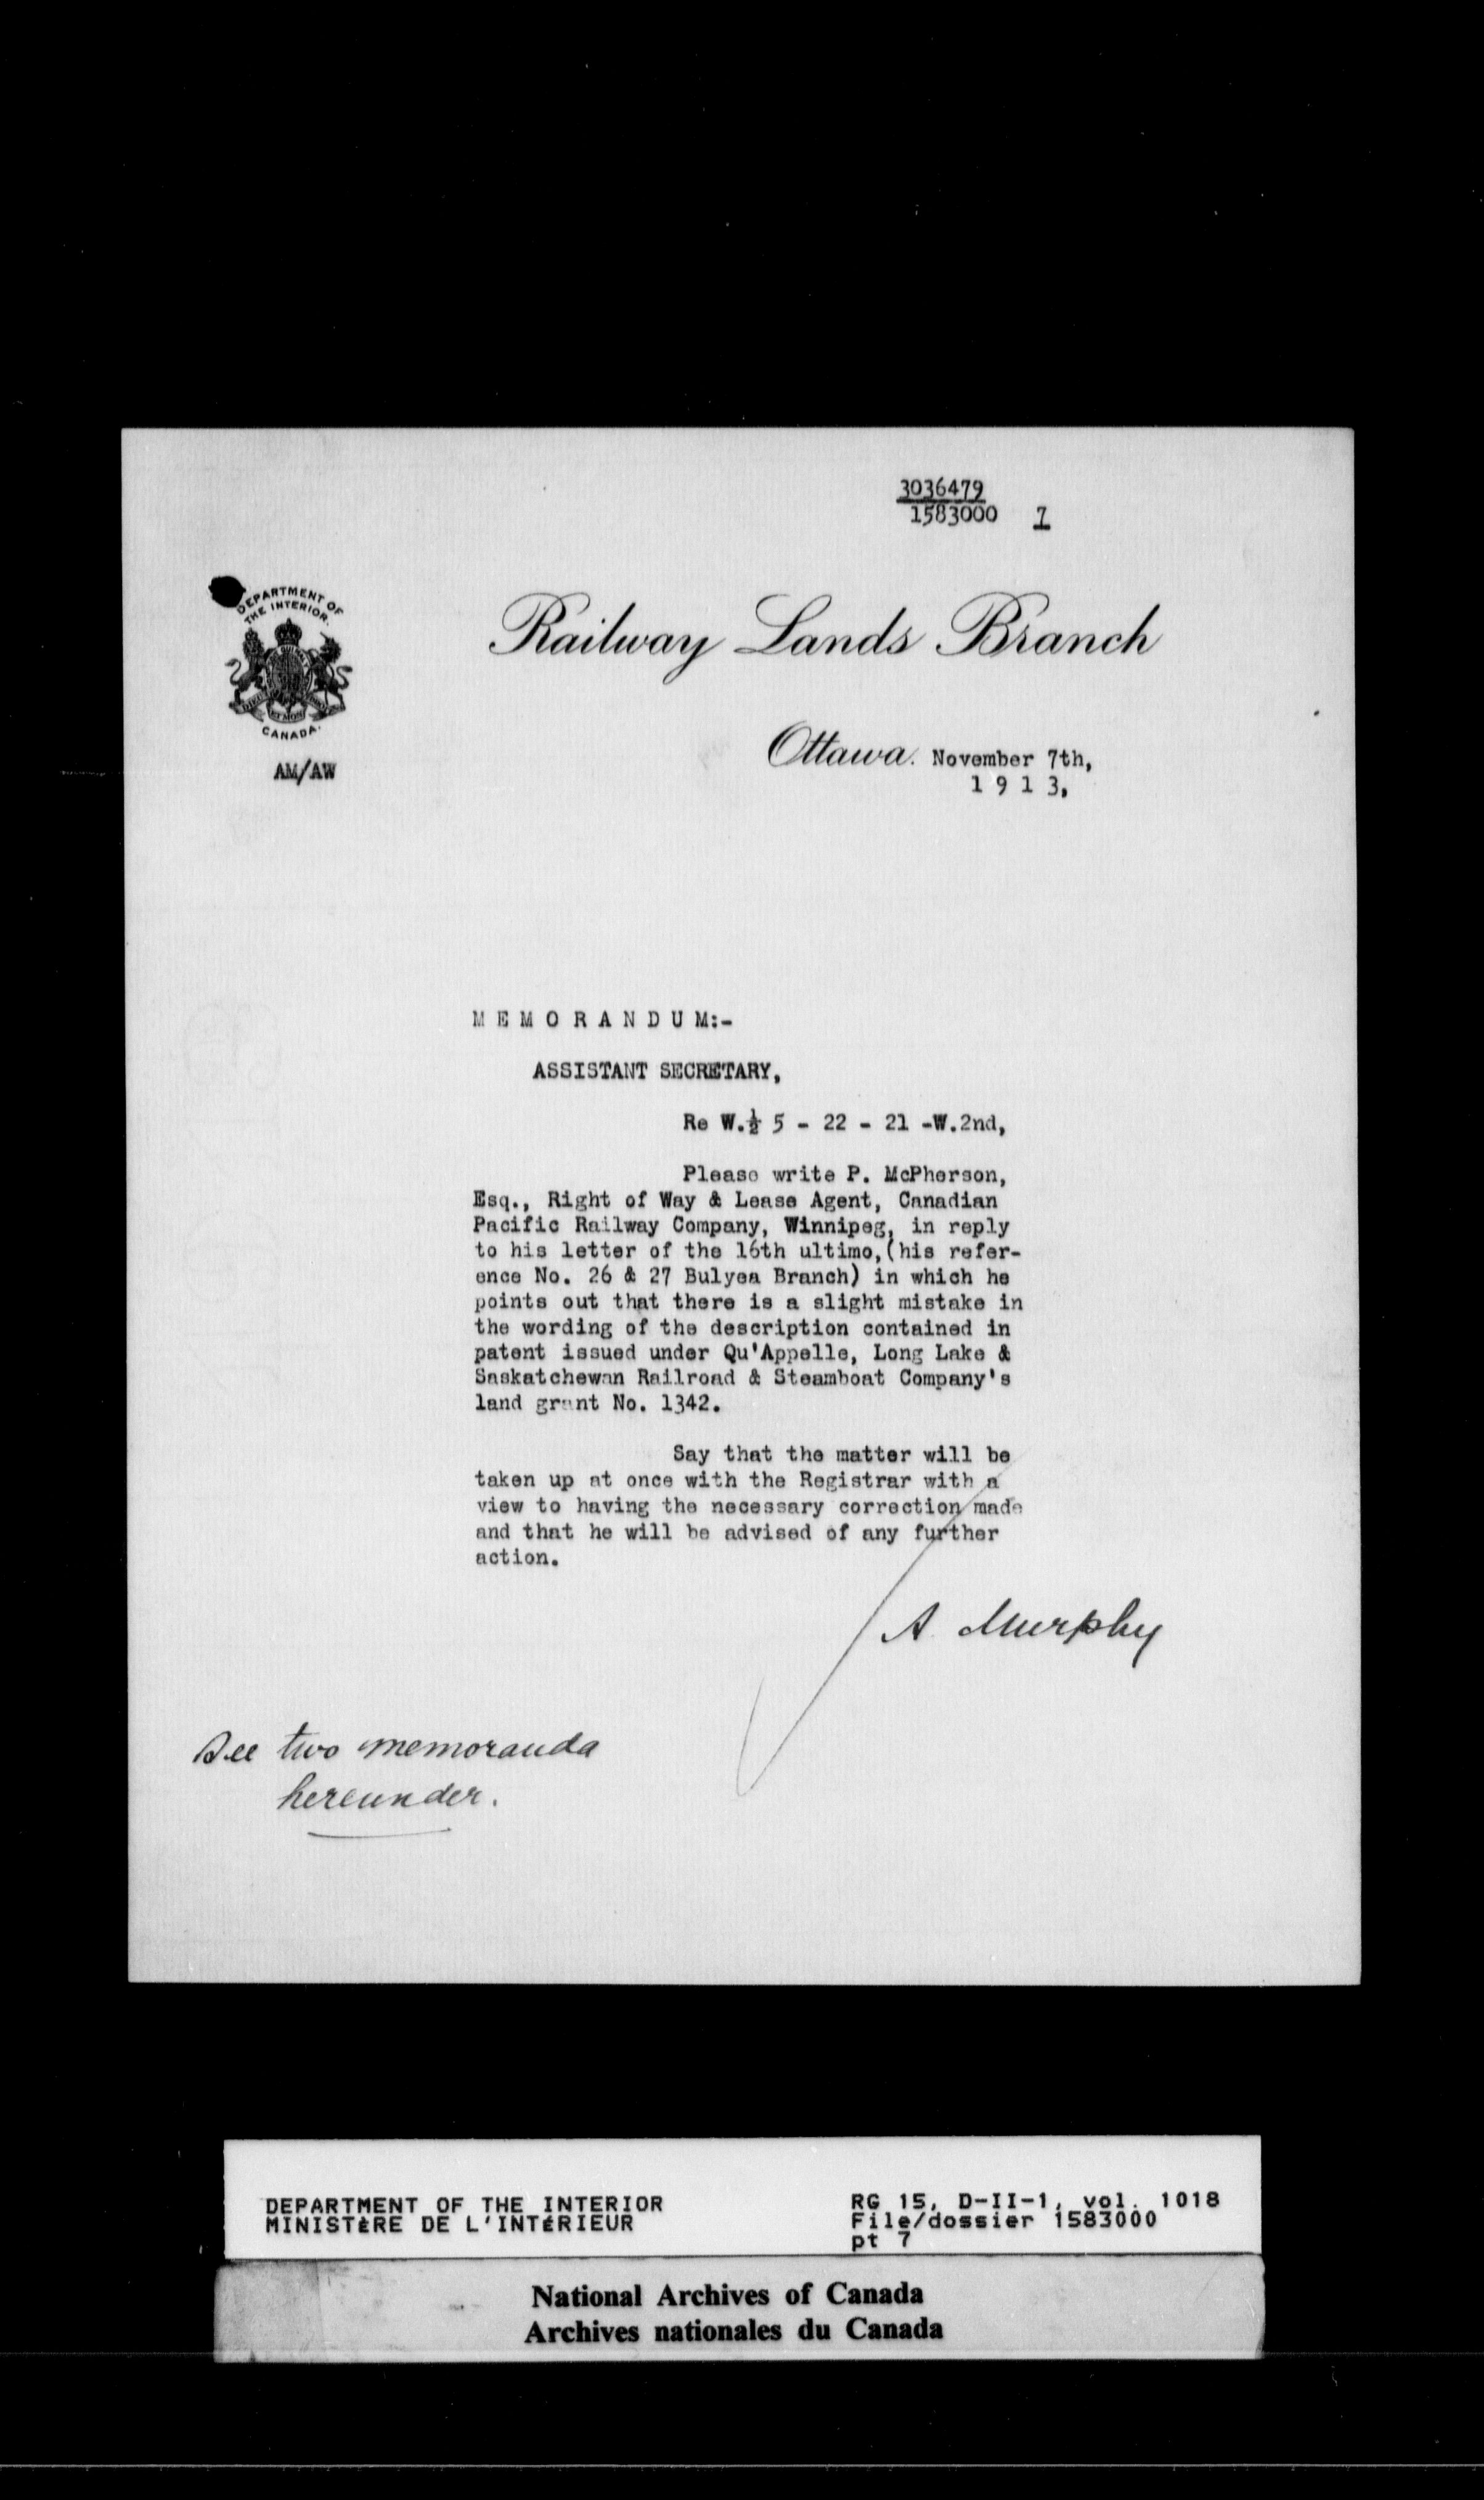 3036479
1583000 7
DEPARTMENT OF
THE INTERIOR.
CANADA.
Railway Lands Branch
Ottawa. November 7th,
1 9 1 3,
AM/AW
M E M O R A N D U M:-
ASSISTANT SECRETARY,
Re W.½ 5 - 22 - 21 -W.2nd,
Please write P. McPherson,
Esq., Right of Way & Lease Agent, Canadian
Pacific Railway Company, Winnipeg, in reply
to his letter of the 16th ultimo,(his refer-
ence No. 26 & 27 Bulyea Branch) in which he
points out that there is a slight mistake in
the wording of the description contained in
patent issued under Qu'Appelle, Long Lake &
Saskatchewan Railroad & Steamboat Company's
land grant No. 1342.
Say that the matter will be
taken up at once with the Registrar with a
view to having the necessary correction made
and that he will be advised of any further
action.
A. Murphy
See two memoranda
hereunder.
DEPARTMENT OF THE INTERIOR
MINISTÈRE DE L'INTÉRIEUR
RG 15, D-II-1, vol. 1018
File/dossier 1583000
pt 7
National Archives of Canada
Archives nationales du Canada